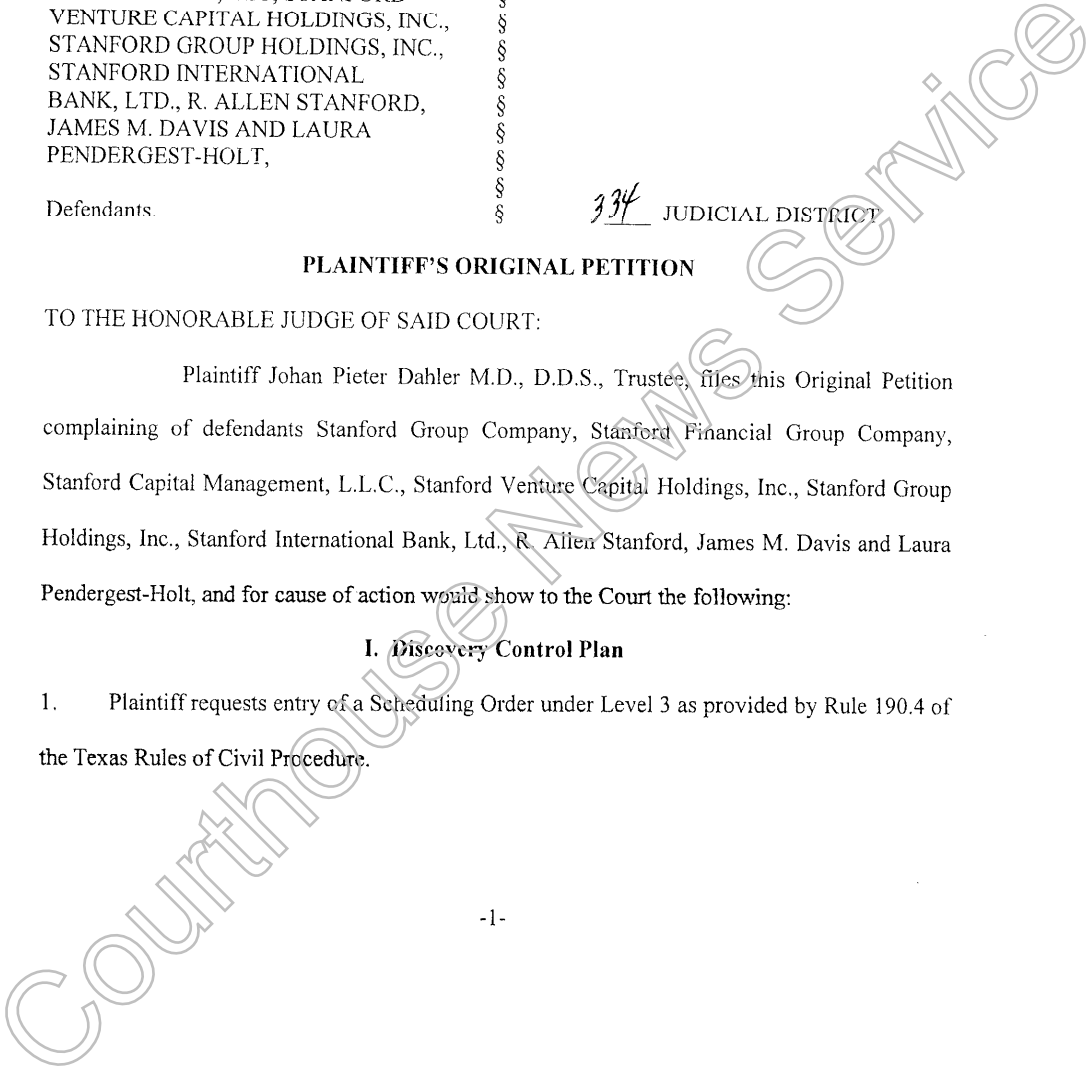 VENTURE CAPITAL HOLDINGS, INC., §
STANFORD GROUP HOLDINGS, INC., §
STANFORD INTERNATIONAL §
BANK, LTD., R. ALLEN STANFORD, §
JAMES M. DAVIS AND LAURA §
PENDERGEST-HOLT, §
§
Defendants. § 334 JUDICIAL DISTRICT
PLAINTIFF'S ORIGINAL PETITION
TO THE HONORABLE JUDGE OF SAID COURT:
Plaintiff Johan Pieter Dahler M.D., D.D.S., Trustee, files this Original Petition
complaining of defendants Stanford Group Company, Stanford Financial Group Company,
Stanford Capital Management, L.L.C., Stanford Venture Capital Holdings, Inc., Stanford Group
Holdings, Inc., Stanford International Bank, Ltd., R. Allen Stanford, James M. Davis and Laura
Pendergest-Holt, and for cause of action would show to the Court the following:
I. Discovery Control Plan
1. Plaintiff requests entry of a Scheduling Order under Level 3 as provided by Rule 190.4 of
the Texas Rules of Civil Procedure.
-1-
Courthouse News Service